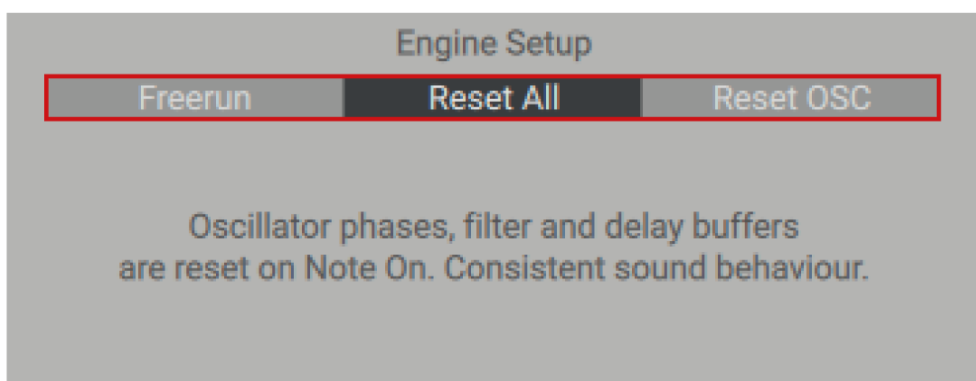 Engine Setup
Freerun Reset All Reset OSC
Oscillator phases, filter and delay buffers
are reset on Note On. Consistent sound behaviour.